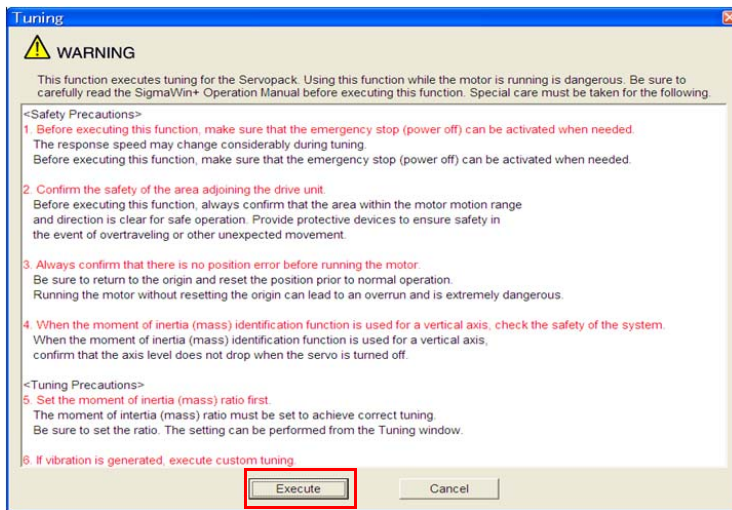 Tuning
WARNING
This function executes tuning for the Servopack. Using this function while the motor is running is dangerous. Be sure to
carefully read the SigmaWin+ Operation Manual before executing this function. Special care must be taken for the following.
<Safety Precautions>
1. Before executing this function, make sure that the emergency stop (power off) can be activated when needed.
The response speed may change considerably during tuning.
Before executing this function, make sure that the emergency stop (power off) can be activated when needed.
2. Confirm the safety of the area adjoining the drive unit.
Before executing this function, always confirm that the area within the motor motion range
and direction is clear for safe operation. Provide protective devices to ensure safety in
the event of overtraveling or other unexpected movement.
3. Always confirm that there is no position error before running the motor.
Be sure to return to the origin and reset the position prior to normal operation.
Running the motor without resetting the origin can lead to an overrun and is extremely dangerous.
4. When the moment of inertia (mass) identification function is used for a vertical axis, check the safety of the system.
When the moment of inertia (mass) identification function is used for a vertical axis,
confirm that the axis level does not drop when the servo is turned off.
<Tuning Precautions>
5. Set the moment of inertia (mass) ratio first.
The moment of intertia (mass) ratio must be set to achieve correct tuning.
Be sure to set the ratio. The setting can be performed from the Tuning window.
6. If vibration is generated, execute custom tuning.
Execute
Cancel